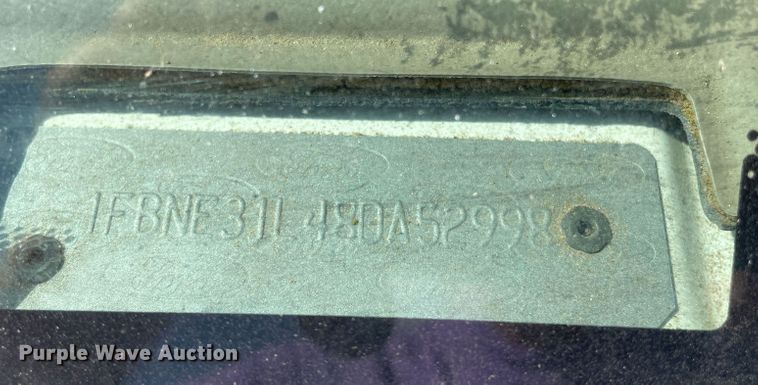 1FBNE31L48DA52998
Purple Wave Auction